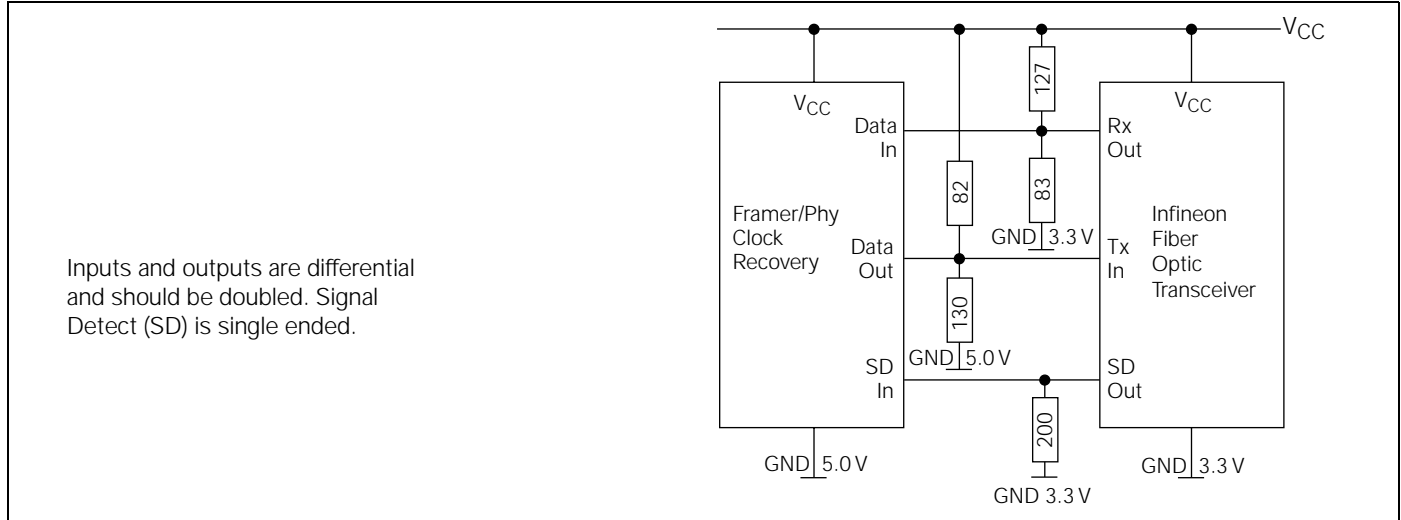 VCC
127
VCC
VCC
Data
In
Rx
Out
82
83
Framer/Phy
Clock
Recovery
Infineon
Fiber
Optic
Transceiver
GND 3.3 V
Data
Out
Tx
In
Inputs and outputs are differential
and should be doubled. Signal
Detect (SD) is single ended.
130
GND 5.0 V
SD
In
SD
Out
200
GND 5.0 V
GND 3.3 V
GND 3.3 V